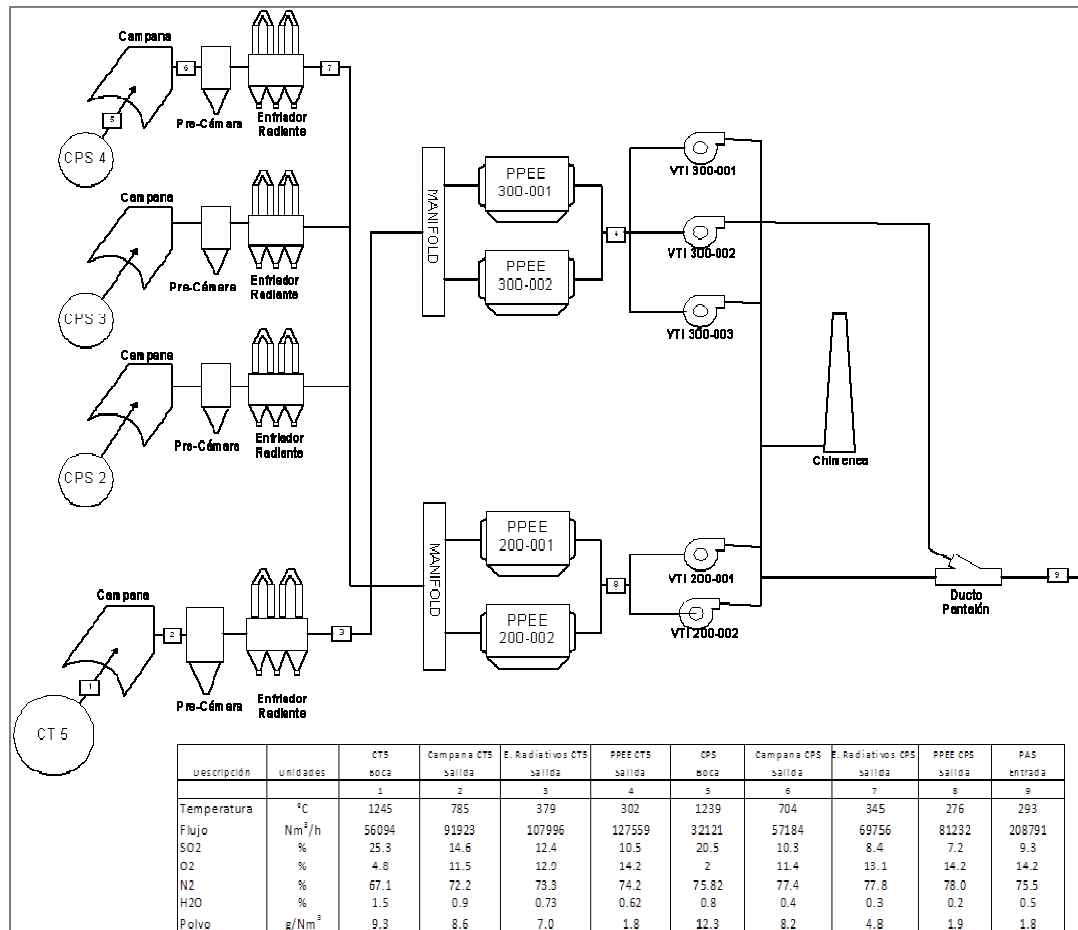 Campana
6
7
5
Pre-Cámara
Enfriador
Radiante
CPS 4
Campana
Pre-Cámara
Enfriador
Radiante
CPS 3
Campana
Pre-Cámara
Enfriador
Radiante
CPS 2
Campana
2
3
1
Pre-Cámara
Enfriador
Radiante
CT 5
MANIFOLD
PPEE
300-001
PPEE
300-002
4
VTI 300-001
VTI 300-002
VTI 300-003
Chimenea
MANIFOLD
PPEE
200-001
PPEE
200-002
8
VTI 200-001
VTI 200-002
9
Ducto
Pantalón
CT5 Campana CT5 E. Radiativos CT5 PPEE CT5 CPS Campana CPS E. Radiativos CPS PPEE CPS PAS
Descripción Unidades Boca Salida Salida Salida Boca Salida Salida Salida Entrada
1 2 3 4 5 6 7 8 9
Temperatura ºC 1245 785 379 302 1239 704 345 276 293
Flujo Nm³/h 56094 91923 107996 127559 32121 57184 69756 81232 208791
SO2 % 25.3 14.6 12.4 10.5 20.5 10.3 8.4 7.2 9.3
O2 % 4.8 11.5 12.9 14.2 2 11.4 13.1 14.2 14.2
N2 % 67.1 72.2 73.3 74.2 75.82 77.4 77.8 78.0 75.5
H2O % 1.5 0.9 0.73 0.62 0.8 0.4 0.3 0.2 0.5
Polvo g/Nm³ 9.3 8.6 7.0 1.8 12.3 8.2 4.8 1.9 1.8